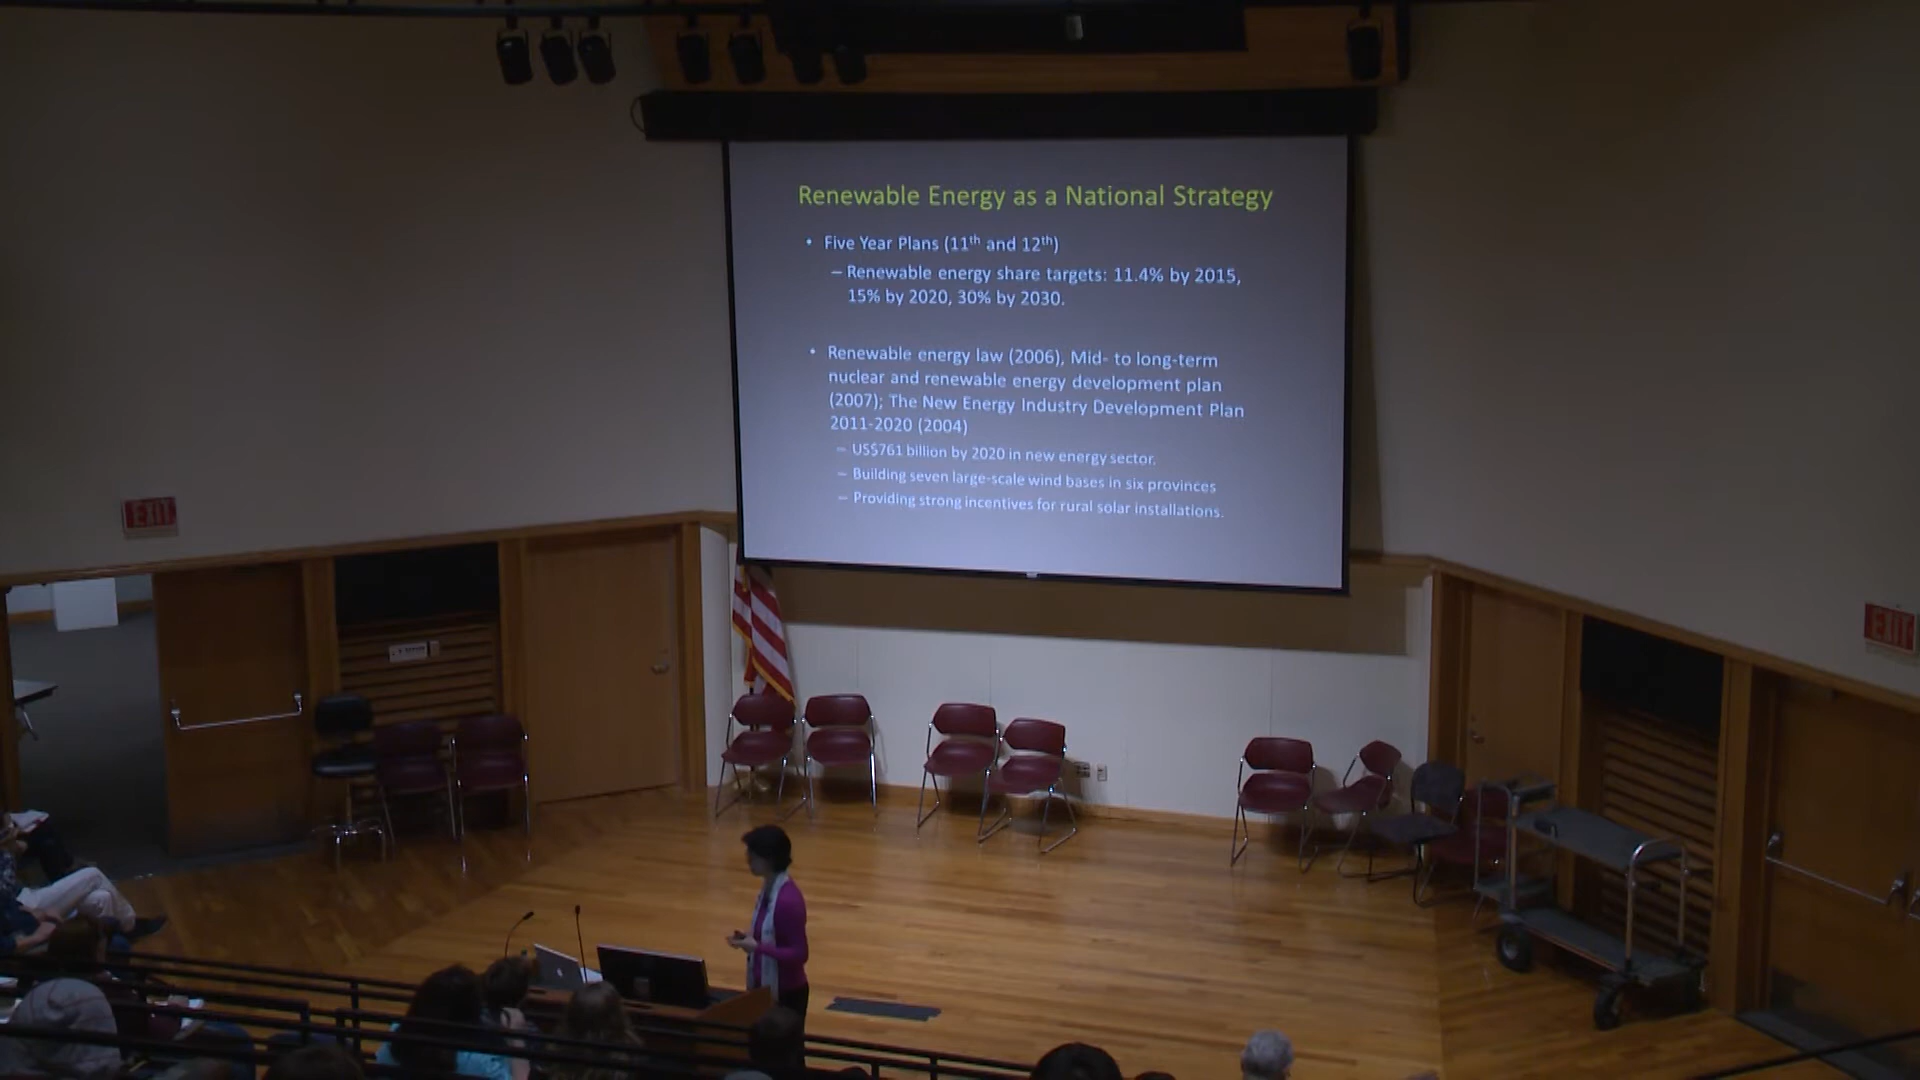 Renewable Energy as a National Strategy
• Five Year Plans (11th and 12th)
– Renewable energy share targets: 11.4% by 2015,
15% by 2020, 30% by 2030.
• Renewable energy law (2006), Mid- to long-term
nuclear and renewable energy development plan
(2007); The New Energy Industry Development Plan
2011-2020 (2004)
– US$761 billion by 2020 in new energy sector.
– Building seven large-scale wind bases in six provinces
– Providing strong incentives for rural solar installations.
EXIT
EXIT